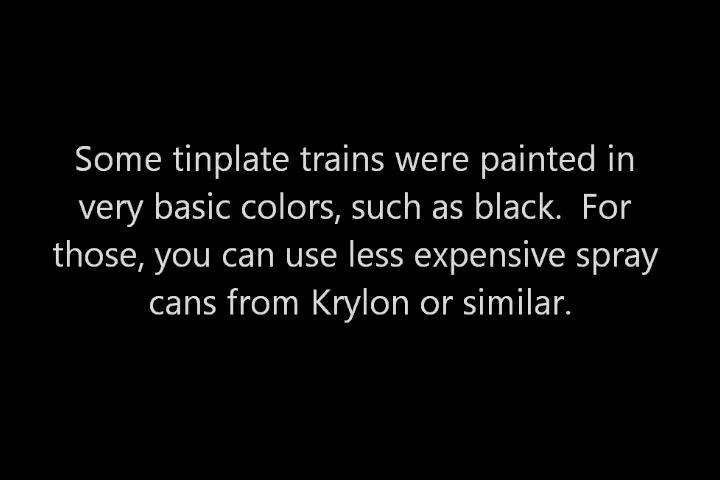 Some tinplate trains were painted in
very basic colors, such as black.  For
those, you can use less expensive spray
cans from Krylon or similar.